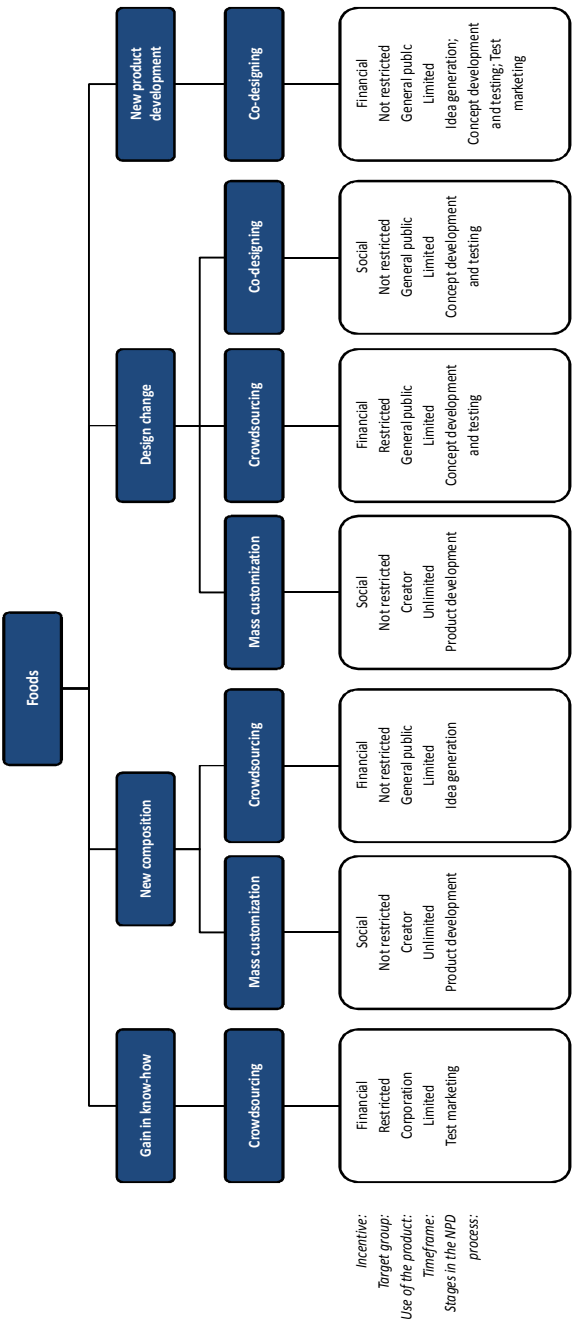 Foods
Gain in know-how
New composition
Design change
New product
development
Crowdsourcing
Mass customization
Crowdsourcing
Mass customization
Crowdsourcing
Co-designing
Co-designing
Incentive:
Target group:
Use of the product:
Timeframe:
Stages in the NPD
process:
Financial
Restricted
Corporation
Limited
Test marketing
Social
Not restricted
Creator
Unlimited
Product development
Financial
Not restricted
General public
Limited
Idea generation
Social
Not restricted
Creator
Unlimited
Product development
Financial
Restricted
General public
Limited
Concept development
and testing
Social
Not restricted
General public
Limited
Concept development
and testing
Financial
Not restricted
General public
Limited
Idea generation;
Concept development
and testing; Test
marketing